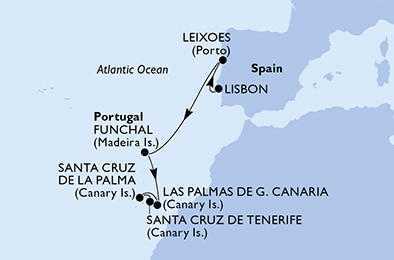 LEIXOES
(Porto)
Atlantic Ocean
Spain
LISBON
Portugal
FUNCHAL
(Madeira Is.)
SANTA CRUZ
DE LA PALMA
(Canary Is.)
LAS PALMAS DE G. CANARIA
(Canary Is.)
SANTA CRUZ DE TENERIFE
(Canary Is.)